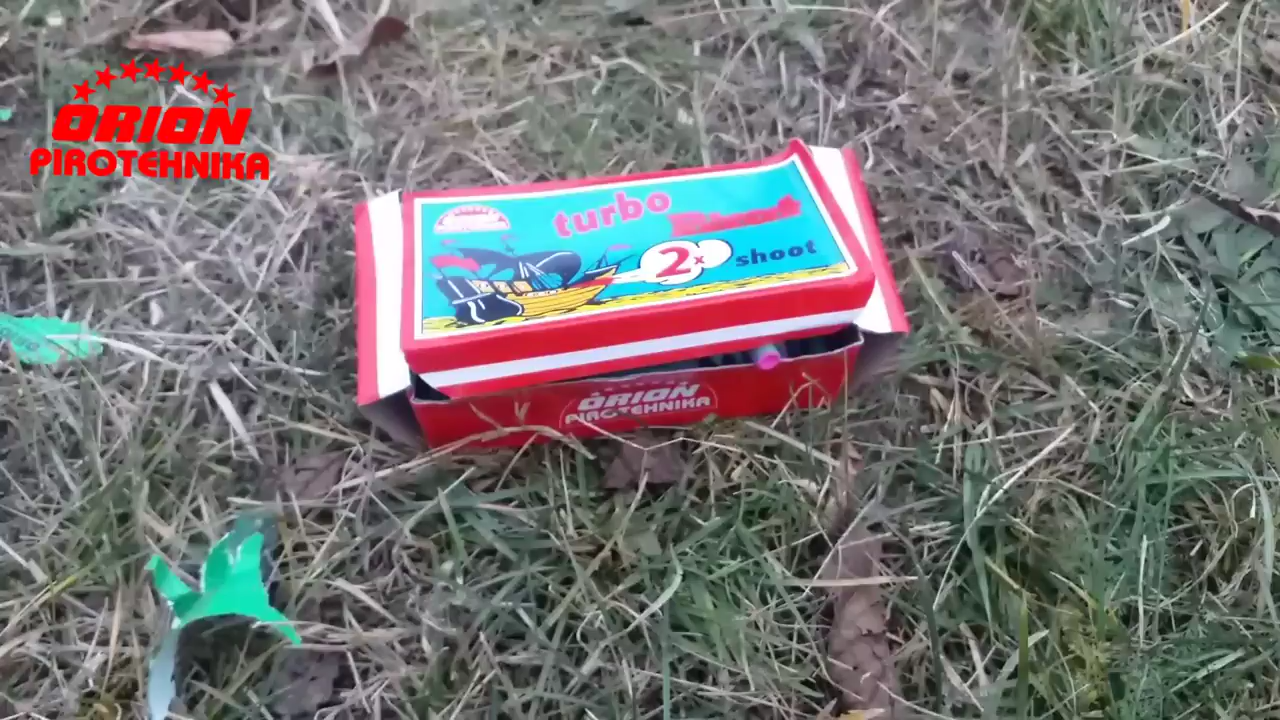 ORION
PIROTEHNIKA
turbo
2x shoot
ORION
PIROTEHNIKA